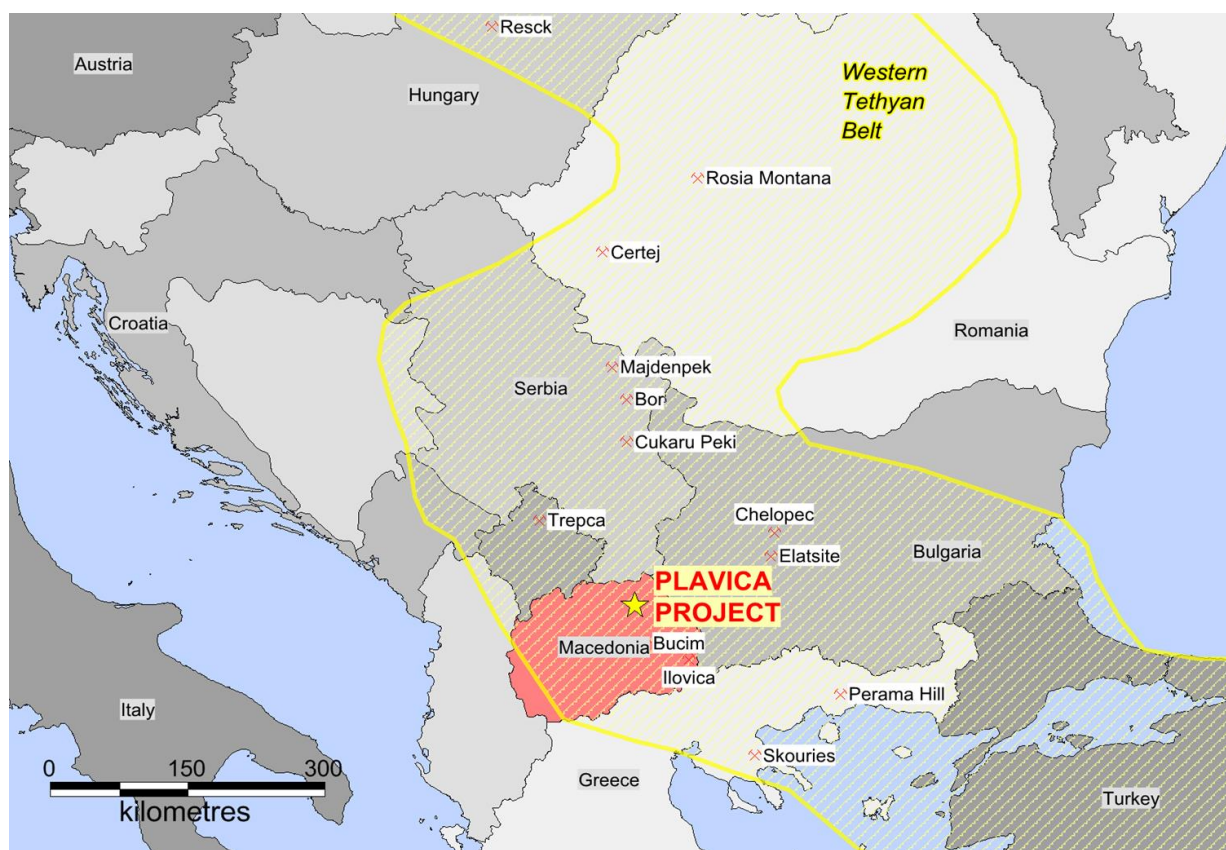 Resck
Austria
Western
Tethyan
Belt
Hungary
Rosia Montana
Certej
Croatia
Romania
Majdenpek
Serbia
Bor
Cukaru Peki
Chelopec
Trepca
Elatsite
Bulgaria
PLAVICA
PROJECT
Macedonia
Bucim
Ilovica
Perama Hill
Italy
Skouries
0 150 300
Greece
Turkey
kilometres